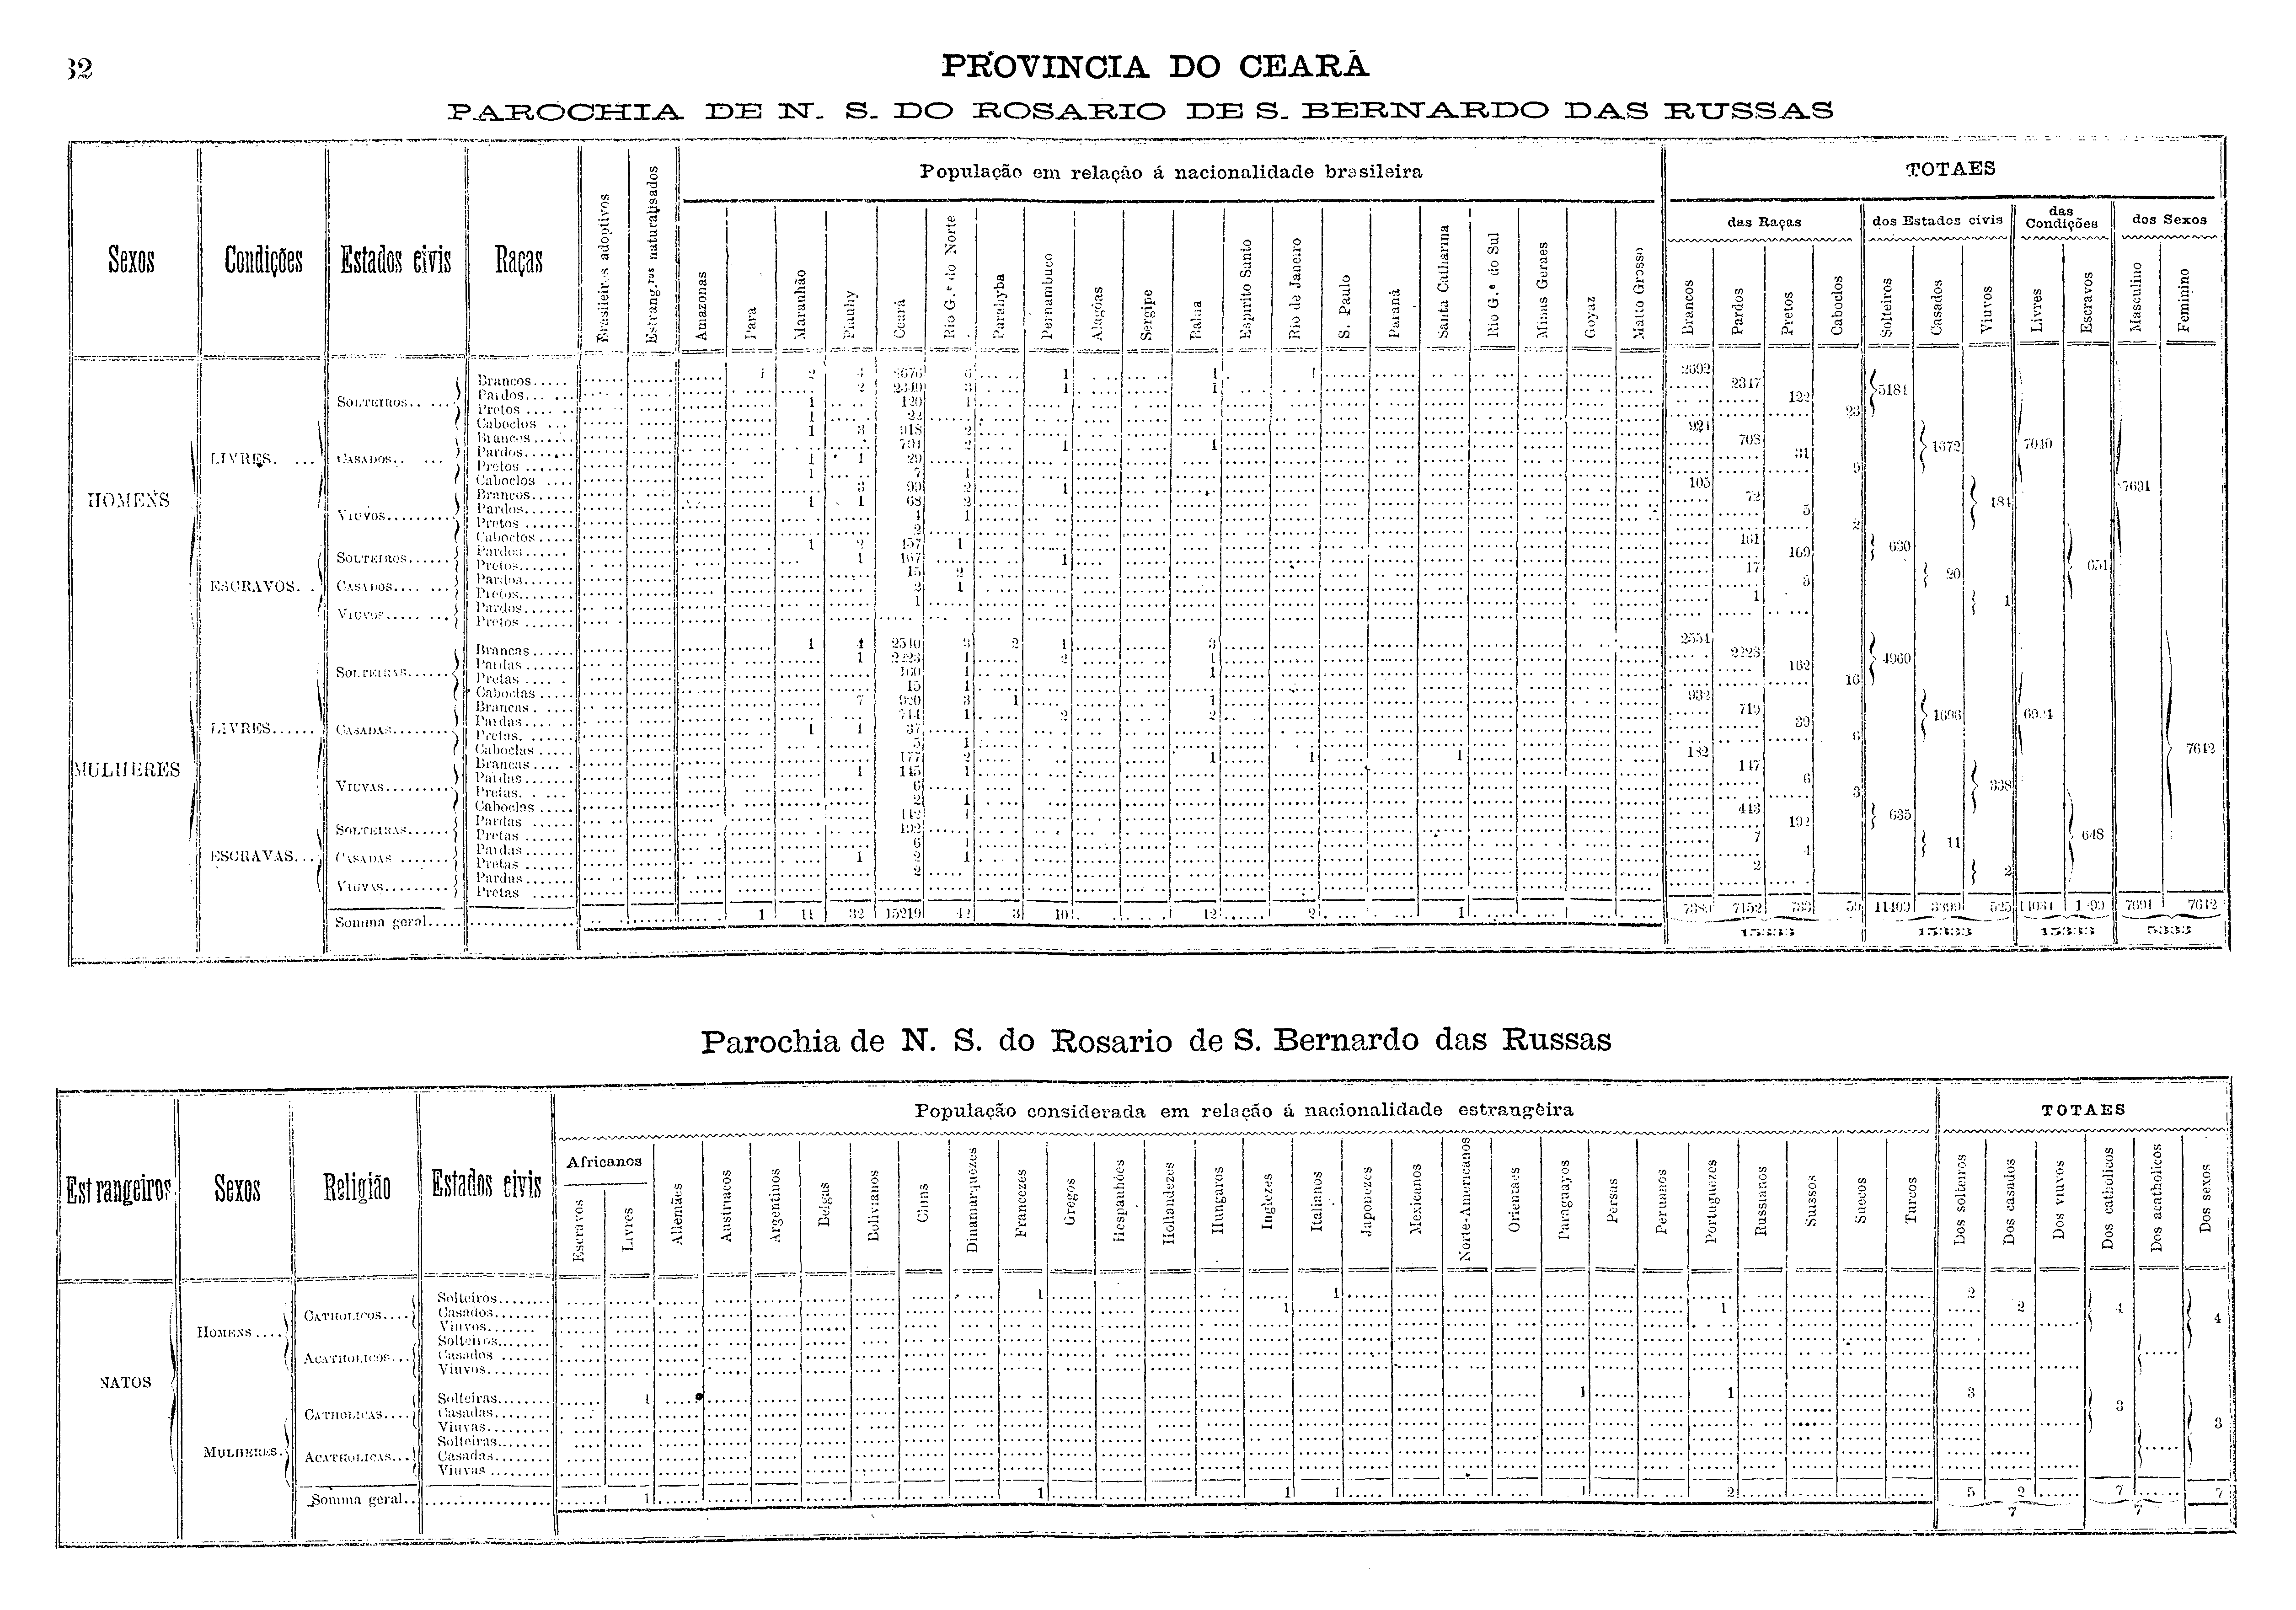 32
PROVINCIA DO CEARÁ
PAROCHIA DE N. S. DO ROSARIO DE S. BERNARDO DAS RUSSAS
População em relação á nacionalidade brasileira
TOTAES
Sexos
Condições
Estados civis
Raças
Brasileiros adoptivos
Estrang.ros naturalisados
Amazonas
Pará
Maranhão
Piauhy
Ceará
Rio G.e do Norte
Parahyba
Pernambuco
Alagôas
Sergipe
Bahia
Espirito Santo
Rio de Janeiro
S. Paulo
Paraná
Santa Catharina
Rio G.e do Sul
Minas Geraes
Goyaz
Matto Grosso
das Raças
Brancos
Pardos
Pretos
Caboclos
dos Estados civis
Solteiros
Casados
Viuvos
das Condições
Livres
Escravos
dos Sexos
Masculino
Feminino
HOMENS
LIVRES
SOLTEIROS
Brancos 1 2 4 6 1 1 1 2692
Pardos 2 3 1 1 2347
Pretos 1 120 1 122
Caboclos 1 22 23
5181
CASADOS
Brancos 1 3 918 2
Pardos 2 1 1
Pretos 1 1 29 31
Caboclos 1 7 1 9
1672
7040
VIUVOS
Brancos 3 99 2 1 105
Pardos 1 1 68 2 72
Pretos 4 1 5
Caboclos 2 2
184
7691
ESCRAVOS
SOLTEIROS
Pardos 1 2 1
Pretos 1 167 1 169
630
CASADOS
Pardos 15 2 17
Pretos 2 1 3
20
VIUVOS
Pardos 1 1
Pretos
1
651
MULHERES
LIVRES
SOLTEIRAS
Brancas 1 4 2540 3 2 1 3 2554
Pardas 1 2223 1 2 1 2228
Pretas 160 1 1 162
Caboclas 15 1 16
4960
CASADAS
Brancas 7 920 3 1 1 932
Pardas 714 1 2 2 719
Pretas 1 1 37 39
Caboclas 5 1 6
1696
VIUVAS
Brancas 177 2 1 1 1 182
Pardas 1 145 1 147
Pretas 6 6
Caboclas 2 1 3
338
7642
ESCRAVAS
SOLTEIRAS
Pardas 442 1 443
Pretas 192 192
635
CASADAS
Pardas 6 1 7
Pretas 1 2 1 4
11
VIUVAS
Pardas 2 2
Pretas
2
648
Somma geral 1 11 32 15219 42 3 10 12 2 1 7152 59 525 7691 7642
15333 15333 15333 5333
Parochia de N. S. do Rosario de S. Bernardo das Russas
População considerada em relação á nacionalidade estrangeira
TOTAES
Estrangeiros
Sexos
Religião
Estados civis
Africanos
Escravos
Livres
Allemães
Austriacos
Argentinos
Belgas
Bolivianos
Chins
Dinamarquezes
Francezes
Gregos
Hespanhóes
Hollandezes
Hungaros
Inglezes
Italianos
Japonezes
Mexicanos
Norte-Americanos
Orientaes
Paraguayos
Persas
Peruanos
Portuguezes
Russianos
Suissos
Suecos
Turcos
Dos solteiros
Dos casados
Dos viuvos
Dos catholicos
Dos acatholicos
Dos sexos
NATOS
HOMENS
CATHOLICOS
Solteiros 1 1 2
Casados 1 1 2
Viuvos
4
ACATHOLICOS
Solteiros
Casados
Viuvos
4
MULHERES
CATHOLICAS
Solteiras 1 1 1 3
Casadas
Viuvas
3
ACATHOLICAS
Solteiras
Casadas
Viuvas
3
Somma geral 1 1 1 1 1 2 5 2 7 7
7 7